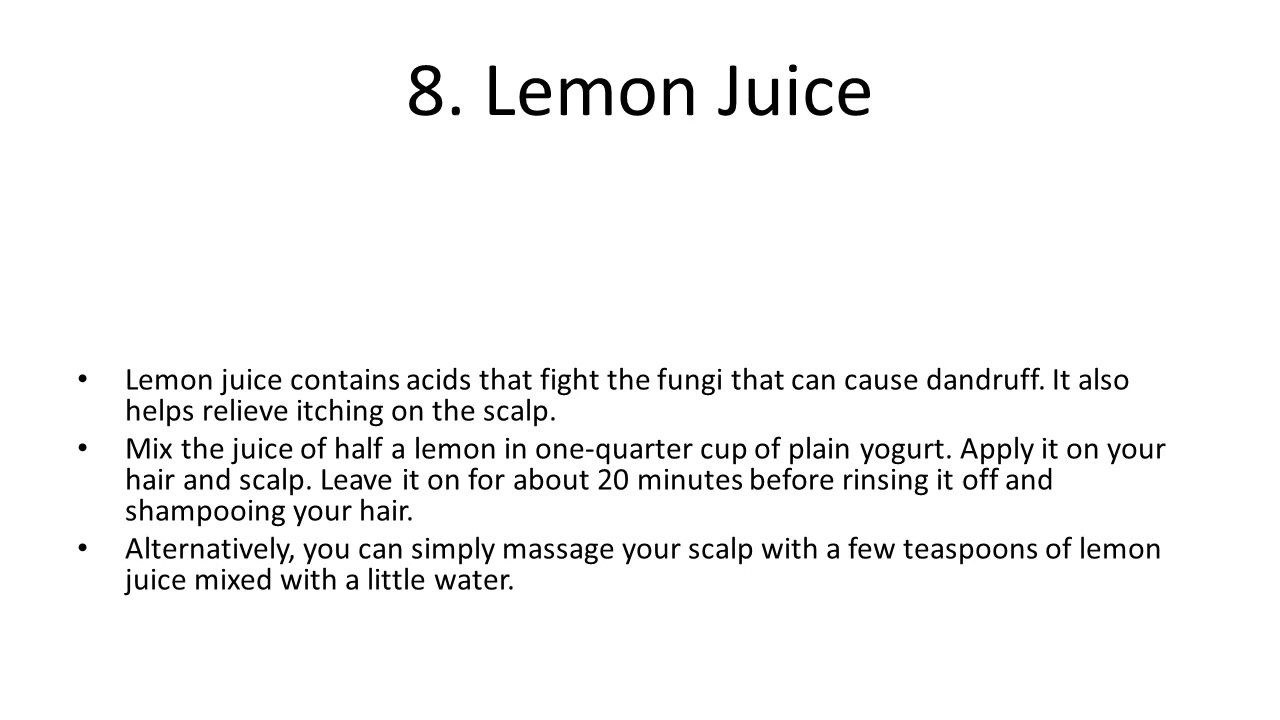 8. Lemon Juice
• Lemon juice contains acids that fight the fungi that can cause dandruff. It also
helps relieve itching on the scalp.
• Mix the juice of half a lemon in one-quarter cup of plain yogurt. Apply it on your
hair and scalp. Leave it on for about 20 minutes before rinsing it off and
shampooing your hair.
• Alternatively, you can simply massage your scalp with a few teaspoons of lemon
juice mixed with a little water.